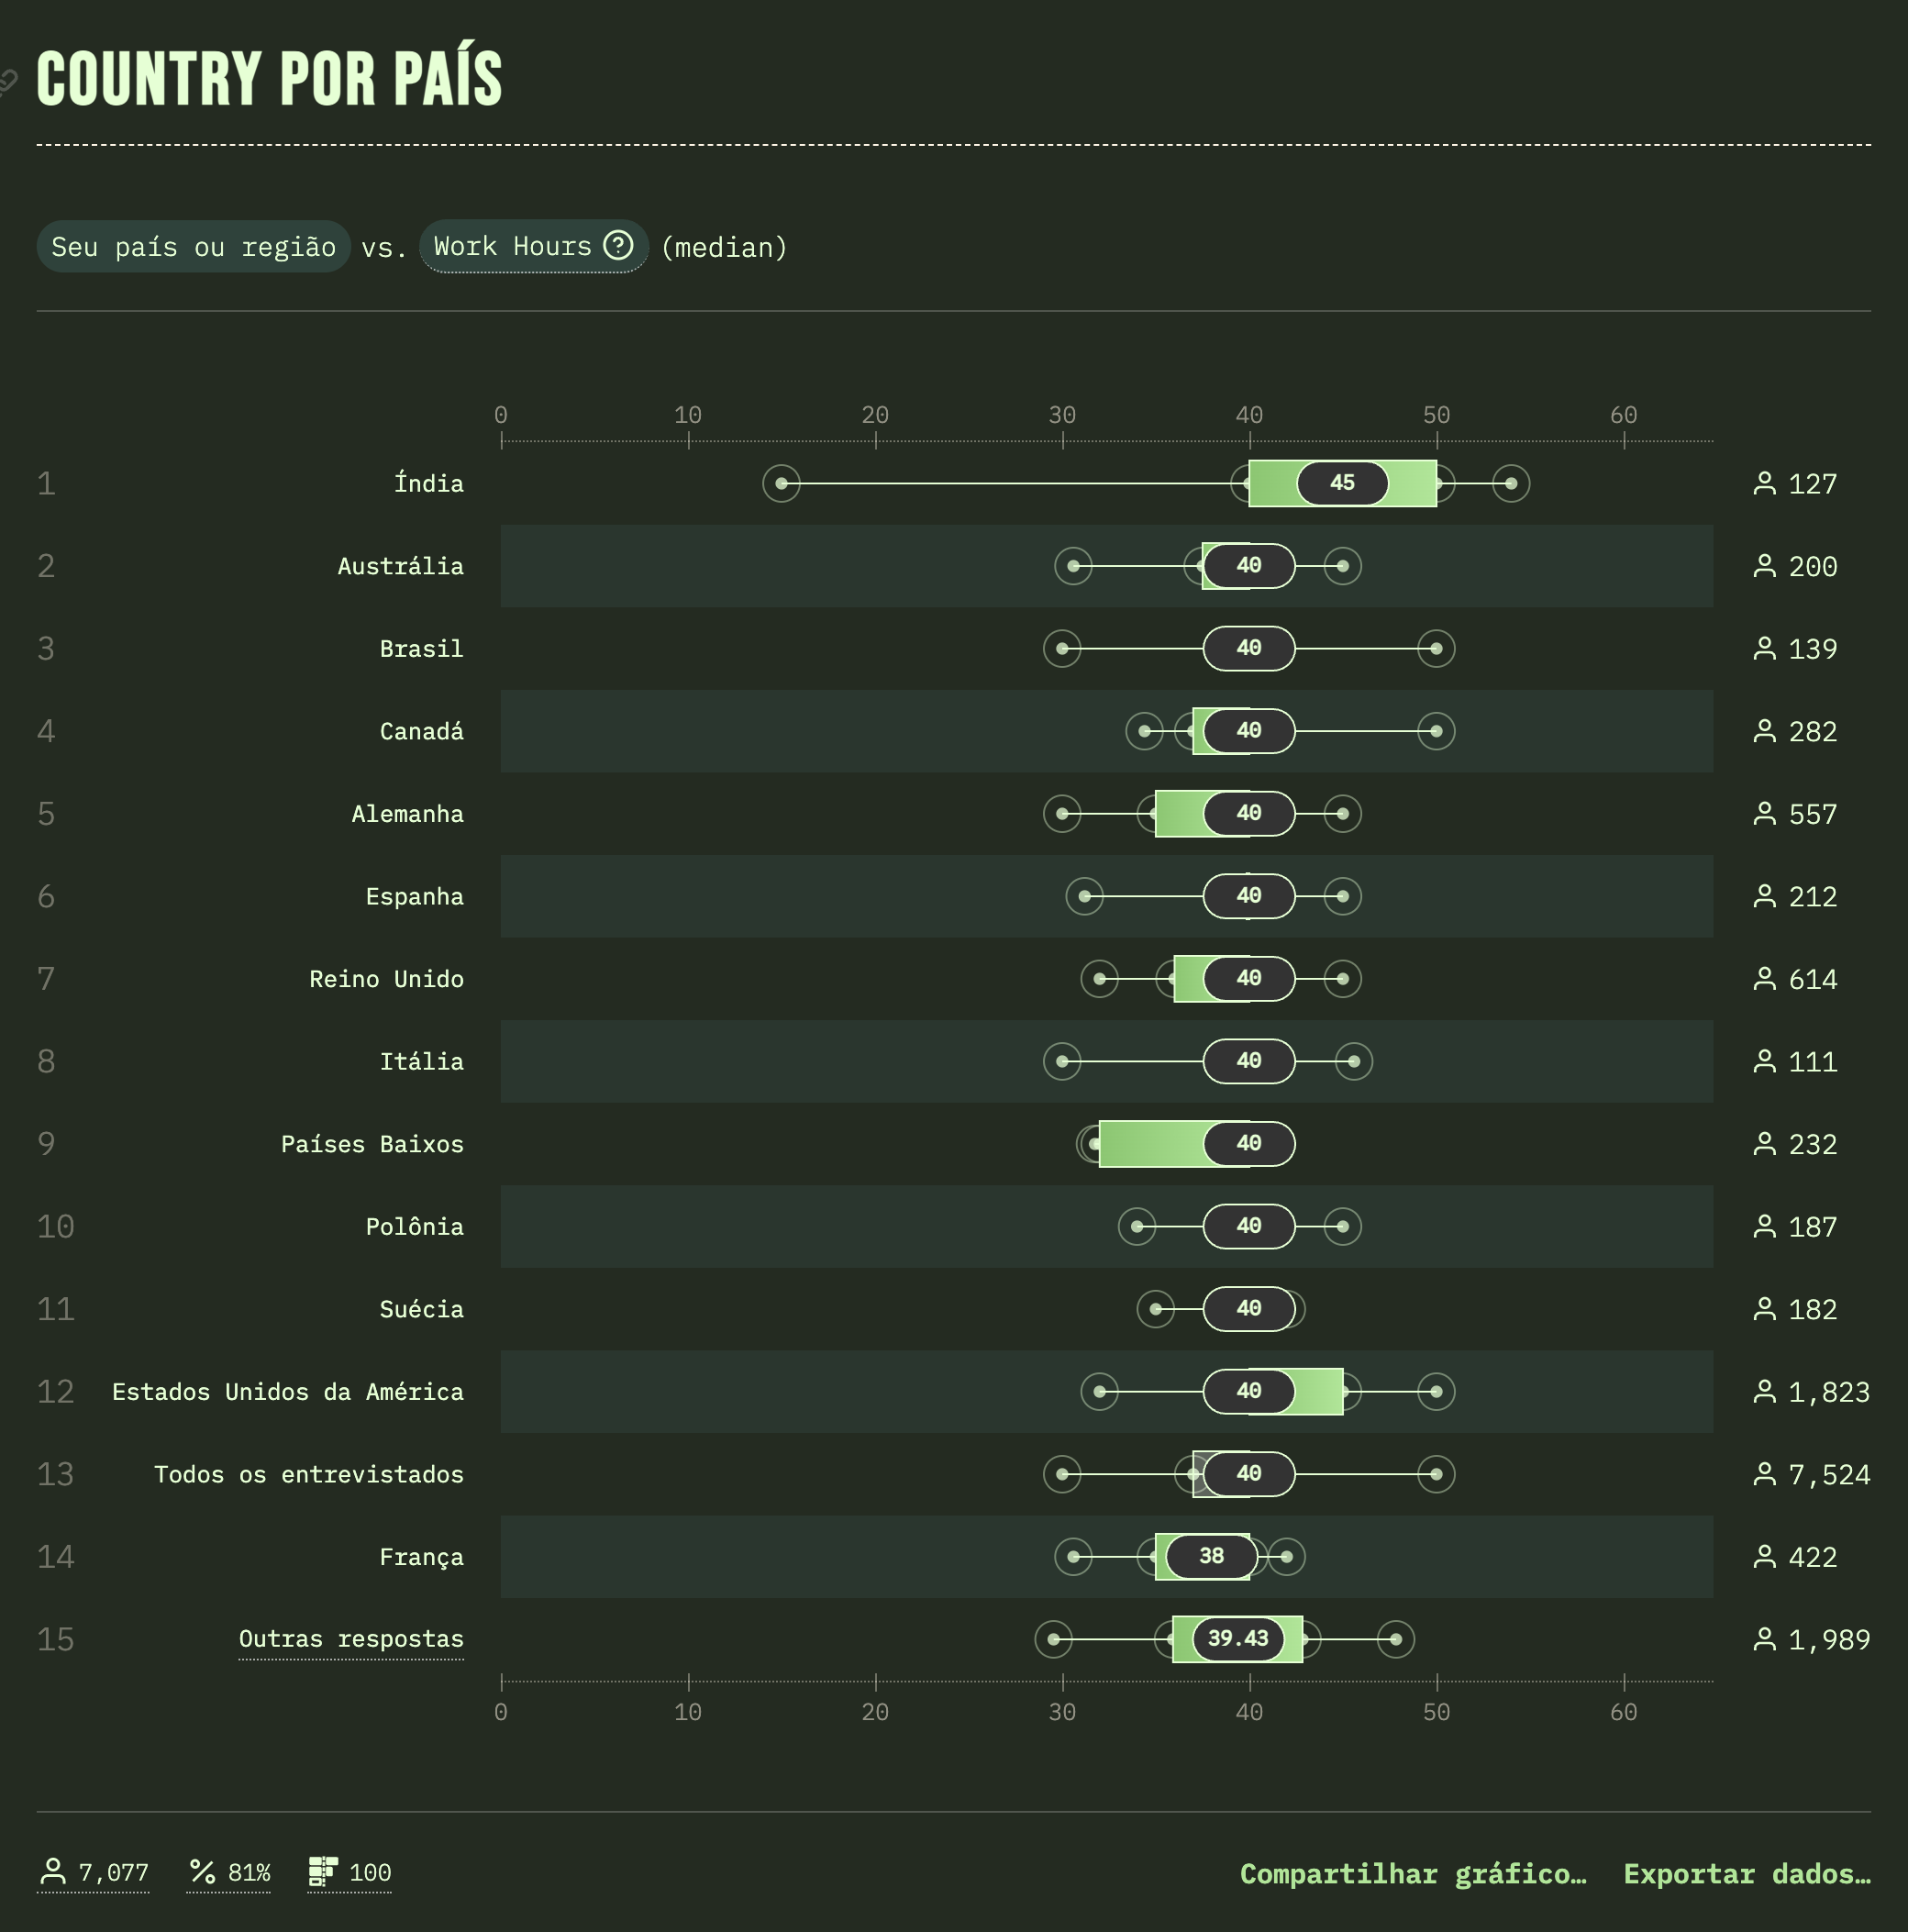 COUNTRY POR PAÍS
Seu país ou região vs. Work Hours ? (median)
0 10 20 30 40 50 60
1 Índia 45 127
2 Austrália 40 200
3 Brasil 40 139
4 Canadá 40 282
5 Alemanha 40 557
6 Espanha 40 212
7 Reino Unido 40 614
8 Itália 40 111
9 Países Baixos 40 232
10 Polônia 40 187
11 Suécia 40 182
12 Estados Unidos da América 40 1,823
13 Todos os entrevistados 40 7,524
14 França 38 422
15 Outras respostas 39.43 1,989
0 10 20 30 40 50 60
7,077 % 81% 100 Compartilhar gráfico… Exportar dados…